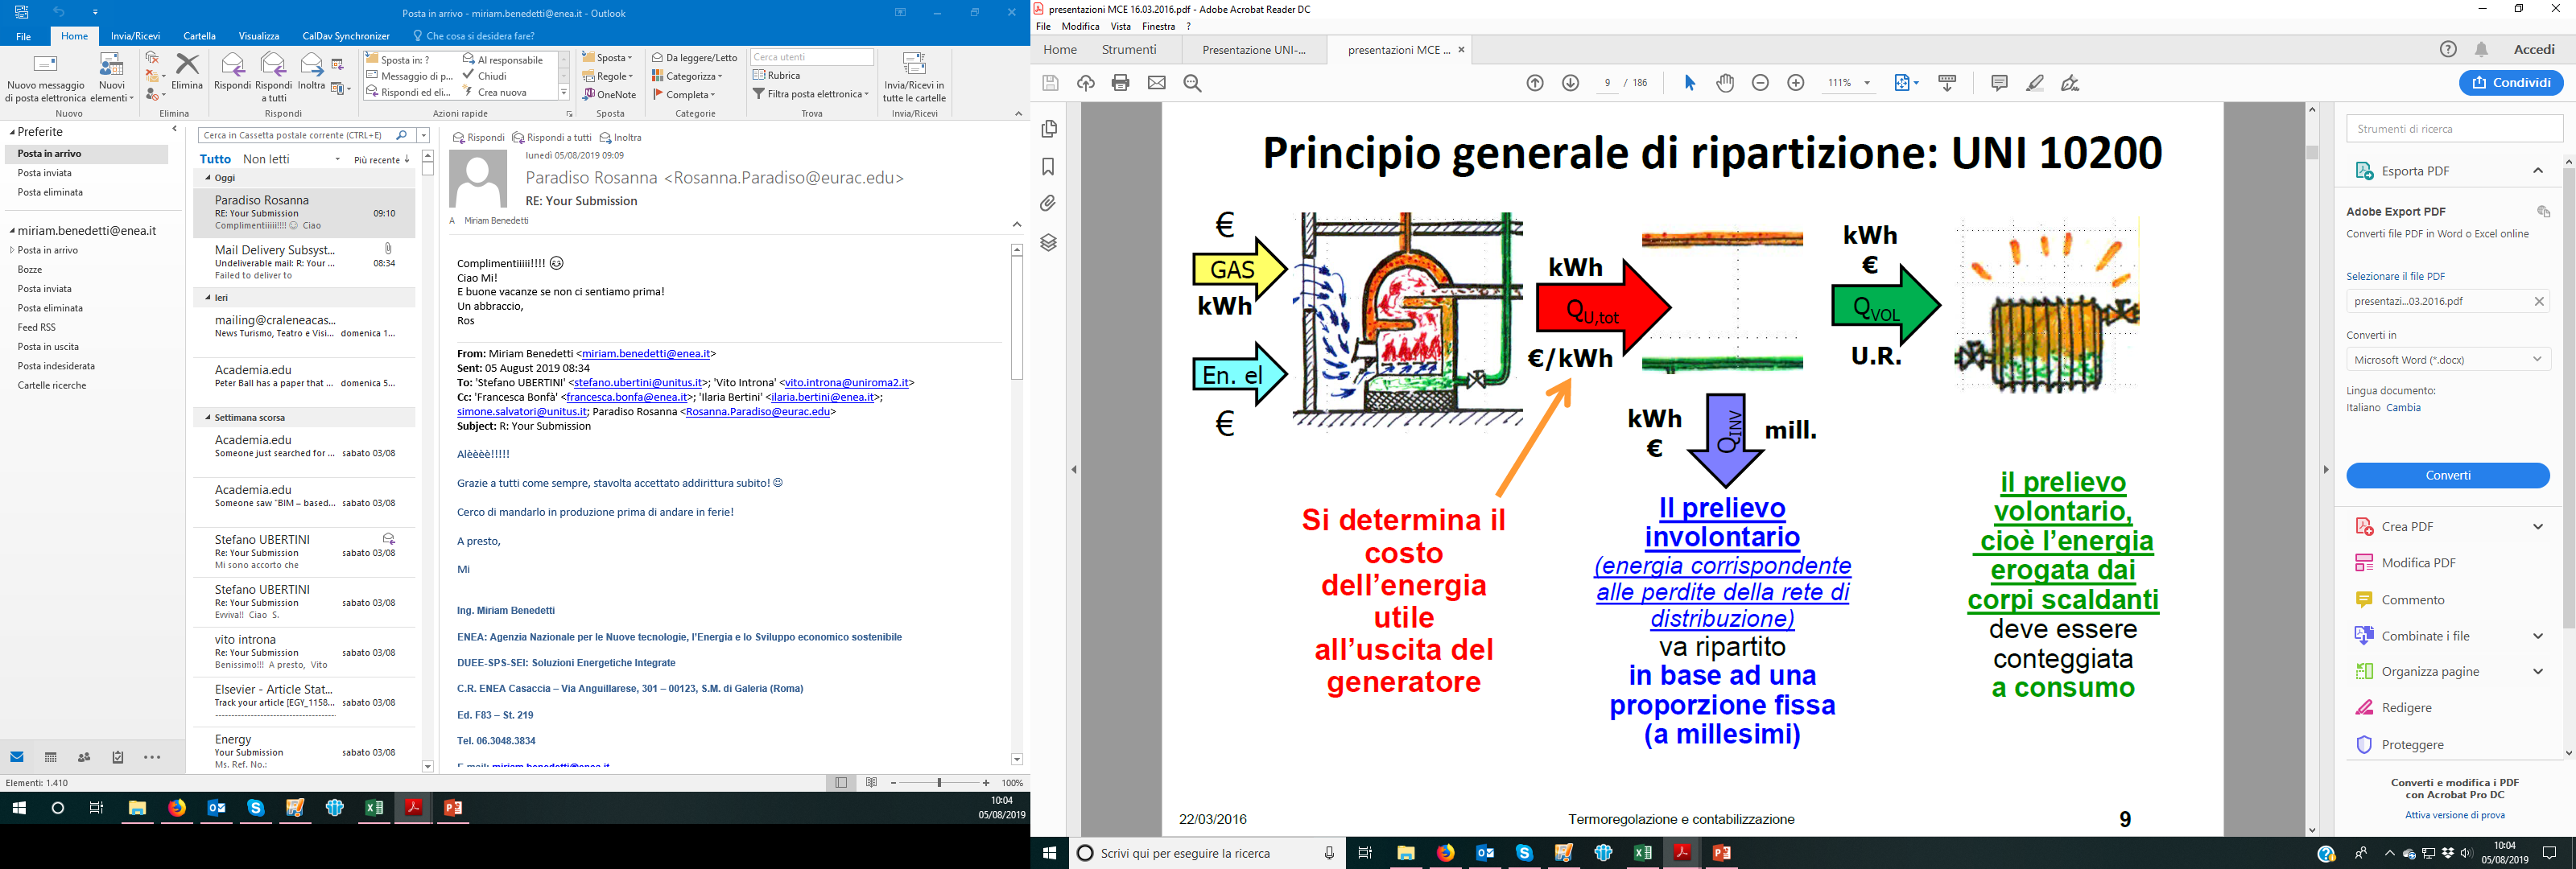 Posta in arrivo - miriam.benedetti@enea.it - Outlook
File Home Invia/Ricevi Cartella Visualizza CalDav Synchronizer Che cosa si desidera fare?
Nuovo messaggio
di posta elettronica
Nuovi
elementi
Nuovo
Elimina
Elimina
Rispondi Rispondi
a tutti
Inoltra
Rispondi
Sposta in: ?
Messaggio di p...
Rispondi ed eli...
Al responsabile
Chiudi
Crea nuova
Azioni rapide
Sposta
Regole
OneNote
Sposta
Da leggere/Letto
Categorizza
Completa
Categorie
Cerca utenti
Rubrica
Filtra posta elettronica
Trova
Invia/Ricevi in
tutte le cartelle
Invia/Ricevi
Preferite
Posta in arrivo
Posta inviata
Posta eliminata
miriam.benedetti@enea.it
Posta in arrivo
Bozze
Posta inviata
Posta eliminata
Feed RSS
Posta in uscita
Posta indesiderata
Cartelle ricerche
Cerca in Cassetta postale corrente (CTRL+E)
Tutto Non letti Più recente
Oggi
Paradiso Rosanna
RE: Your Submission 09:10
Complimentiiiii!!!! Ciao
Mail Delivery Subsyst...
Undeliverable mail: R: Your ... 08:34
Failed to deliver to
Ieri
mailing@craleneacas...
News Turismo, Teatro e Visi... domenica 1...
Academia.edu
Peter Ball has a paper that ... domenica 5...
Settimana scorsa
Academia.edu
Someone just searched for ... sabato 03/08
Academia.edu
Someone saw "BIM – based... sabato 03/08
Stefano UBERTINI
Re: Your Submission sabato 03/08
Mi sono accorto che
Stefano UBERTINI
Re: Your Submission sabato 03/08
Evviva!! Ciao S.
vito introna
Re: Your Submission sabato 03/08
Benissimo!!! A presto, Vito
Elsevier - Article Stat...
Track your article [EGY_1158... sabato 03/08
Energy
Your Submission sabato 03/08
Ms. Ref. No.:
Rispondi Rispondi a tutti Inoltra
lunedì 05/08/2019 09:09
Paradiso Rosanna <Rosanna.Paradiso@eurac.edu>
RE: Your Submission
A Miriam Benedetti
Complimentiiiii!!!! 
Ciao Mi!
E buone vacanze se non ci sentiamo prima!
Un abbraccio,
Ros
From: Miriam Benedetti <miriam.benedetti@enea.it>
Sent: 05 August 2019 08:34
To: 'Stefano UBERTINI' <stefano.ubertini@unitus.it>; 'Vito Introna' <vito.introna@uniroma2.it>
Cc: 'Francesca Bonfà' <francesca.bonfa@enea.it>; 'Ilaria Bertini' <ilaria.bertini@enea.it>;
simone.salvatori@unitus.it; Paradiso Rosanna <Rosanna.Paradiso@eurac.edu>
Subject: R: Your Submission
Alèèèè!!!!!
Grazie a tutti come sempre, stavolta accettato addirittura subito!
Cerco di mandarlo in produzione prima di andare in ferie!
A presto,
Mi
Ing. Miriam Benedetti
ENEA: Agenzia Nazionale per le Nuove tecnologie, l'Energia e lo Sviluppo economico sostenibile
DUEE-SPS-SEI: Soluzioni Energetiche Integrate
C.R. ENEA Casaccia – Via Anguillarese, 301 – 00123, S.M. di Galeria (Roma)
Ed. F83 – St. 219
Tel. 06.3048.3834
E-mail: miriam.benedetti@enea.it
Elementi: 1.410
100%
10:04
05/08/2019
presentazioni MCE 16.03.2016.pdf - Adobe Acrobat Reader DC
File Modifica Vista Finestra ?
Home Strumenti Presentazione UNI-... presentazioni MCE ... Accedi
9 / 186
111%
Condividi
Principio generale di ripartizione: UNI 10200
€
GAS
kWh
En. el
€
kWh
QU,tot
€/kWh
kWh
€
QINV
mill.
kWh
€
QVOL
U.R.
Si determina il
costo
dell'energia
utile
all'uscita del
generatore
Il prelievo
involontario
(energia corrispondente
alle perdite della rete di
distribuzione)
va ripartito
in base ad una
proporzione fissa
(a millesimi)
il prelievo
volontario,
cioè l'energia
erogata dai
corpi scaldanti
deve essere
conteggiata
a consumo
22/03/2016
Termoregolazione e contabilizzazione
9
Strumenti di ricerca
Esporta PDF
Adobe Export PDF
Converti file PDF in Word o Excel online
Selezionare il file PDF
presentazi...03.2016.pdf
Converti in
Microsoft Word (*.docx)
Lingua documento:
Italiano Cambia
Converti
Crea PDF
Modifica PDF
Commento
Combinate i file
Organizza pagine
Redigere
Proteggere
Converti e modifica i PDF
con Acrobat Pro DC
Attiva versione di prova
Scrivi qui per eseguire la ricerca
10:04
05/08/2019